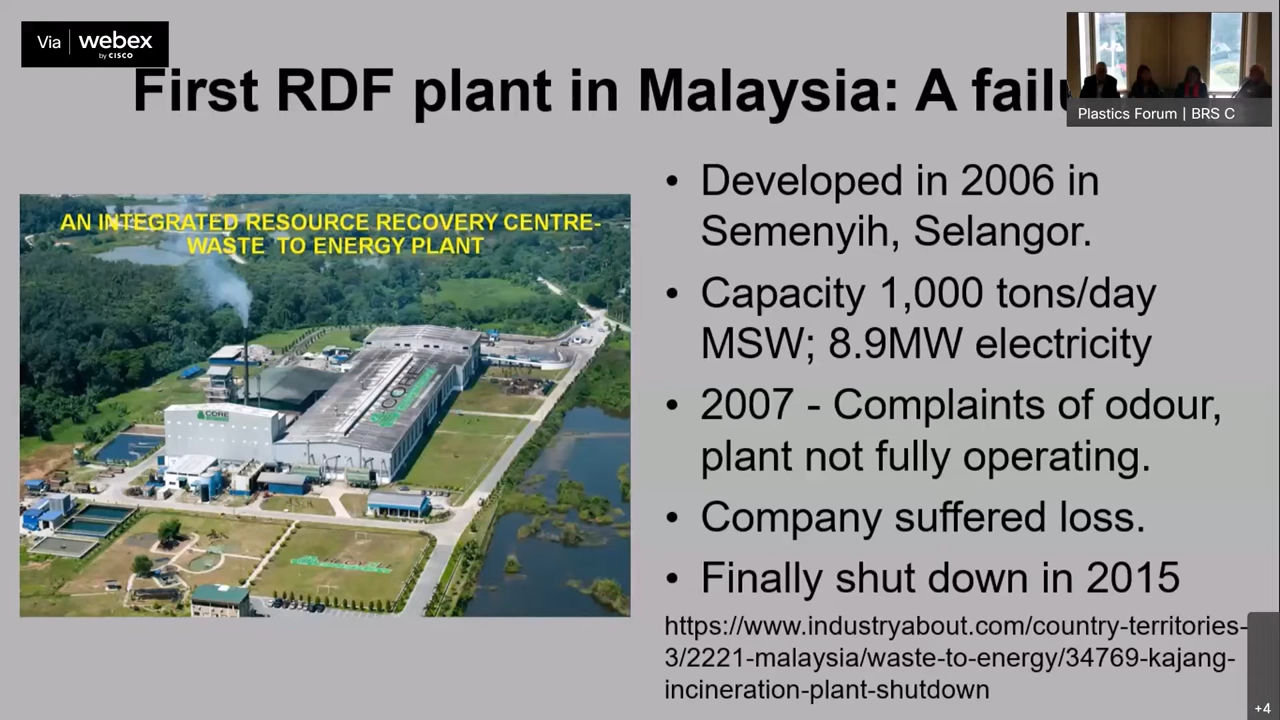 Via webex
by CISCO
First RDF plant in Malaysia: A
Plastics Forum | BRS C
AN INTEGRATED RESOURCE RECOVERY CENTRE-
WASTE TO ENERGY PLANT
CORE
CORE
• Developed in 2006 in
Semenyih, Selangor.
• Capacity 1,000 tons/day
MSW; 8.9MW electricity
• 2007 - Complaints of odour,
plant not fully operating.
• Company suffered loss.
• Finally shut down in 2015
https://www.industryabout.com/country-territories-
3/2221-malaysia/waste-to-energy/34769-kajang-
incineration-plant-shutdown
+4